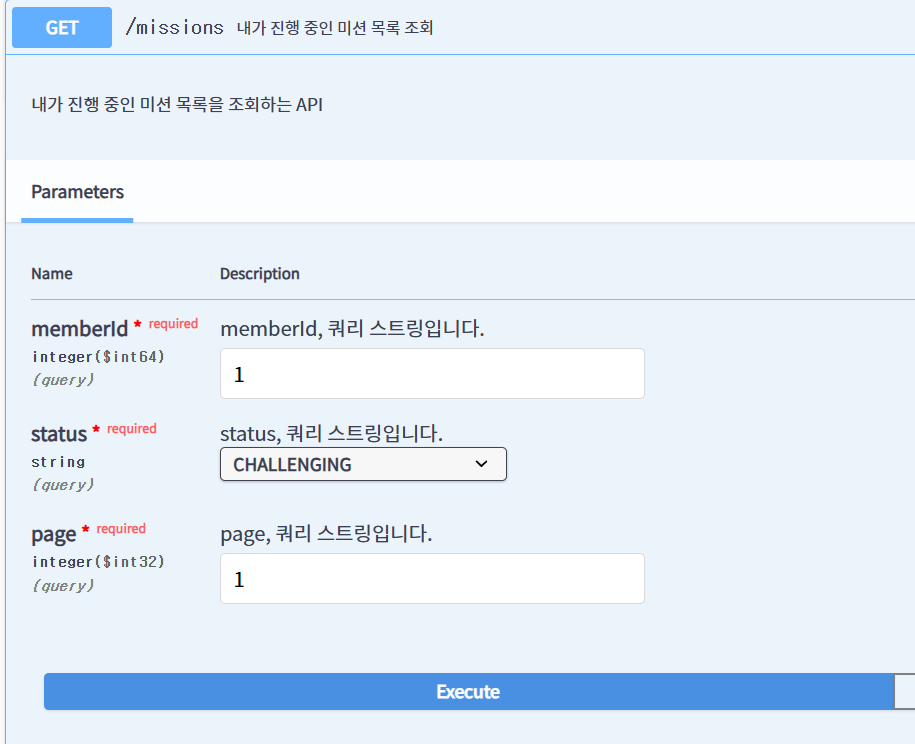 GET /missions 내가 진행 중인 미션 목록 조회
내가 진행 중인 미션 목록을 조회하는 API
Parameters
Name Description
memberId * required memberId, 쿼리 스트링입니다.
integer($int64)
(query)
1
status * required status, 쿼리 스트링입니다.
string
(query)
CHALLENGING
page * required page, 쿼리 스트링입니다.
integer($int32)
(query)
1
Execute